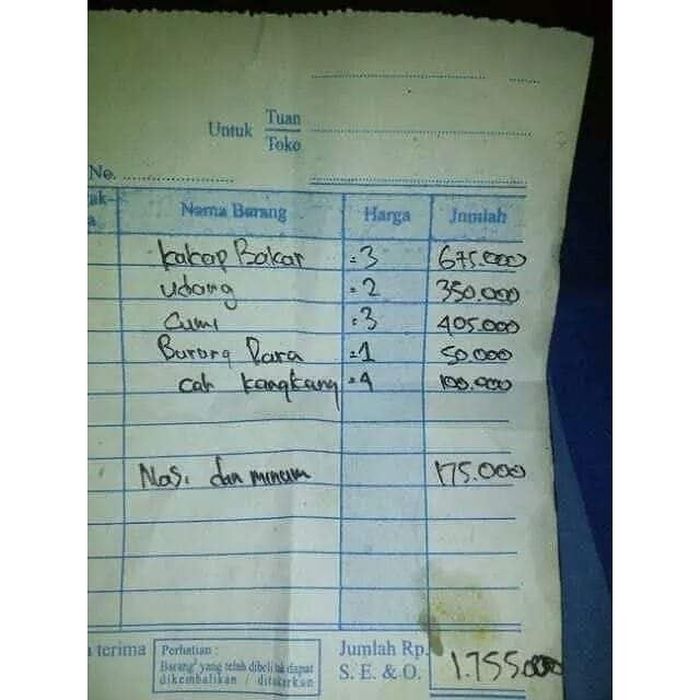 Untuk Tuan
Toko
No.
Nama Barang Harga Jumlah
kakap Bakar =3 675.000
udang =2 350.000
Cumi =3 405.000
Burung Dara =1 50.000
cah kangkung =4 100.000
Nasi dan minum 175.000
terima Perhatian : Jumlah Rp. 1.755.000
Barang² yang telah dibeli tak dapat S. E. & O.
dikembalikan / ditukarkan